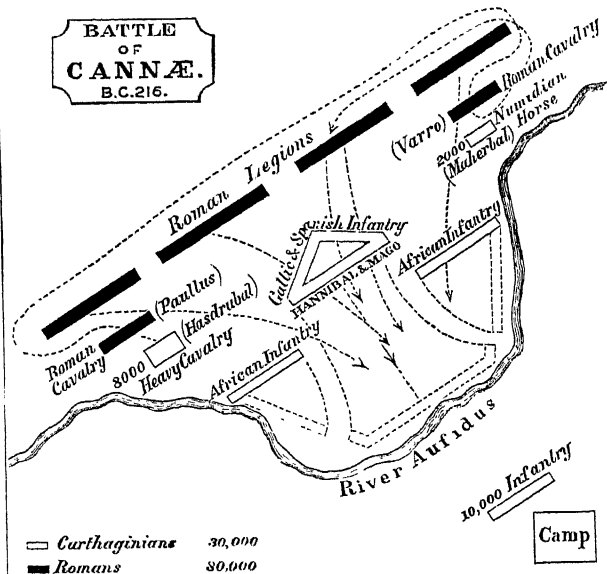 BATTLE
OF
CANNÆ.
B.C.216.
Roman Cavalry
(Varro)
2000 Numidian
(Maherbal) Horse
Roman Legions
Gallic & Spanish Infantry
HANNIBAL & MAGO
African Infantry
(Paullus)
Roman
Cavalry
(Hasdrubal)
8000 Heavy Cavalry
African Infantry
River Aufidus
10,000 Infantry
Camp
Carthaginians 30,000
Romans 80,000